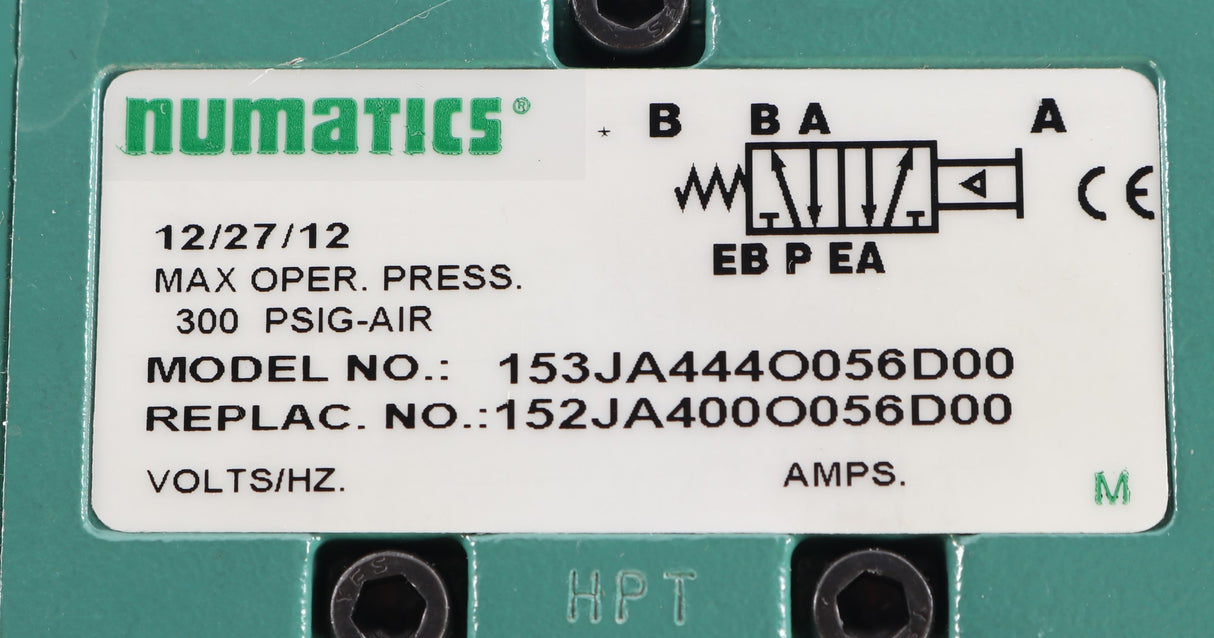 NUMATICS®
* B B A A
CE
EB P EA
12/27/12
MAX OPER. PRESS.
300 PSIG-AIR
MODEL NO.: 153JA444O056D00
REPLAC. NO.:152JA400O056D00
VOLTS/HZ. AMPS.
M
HPT